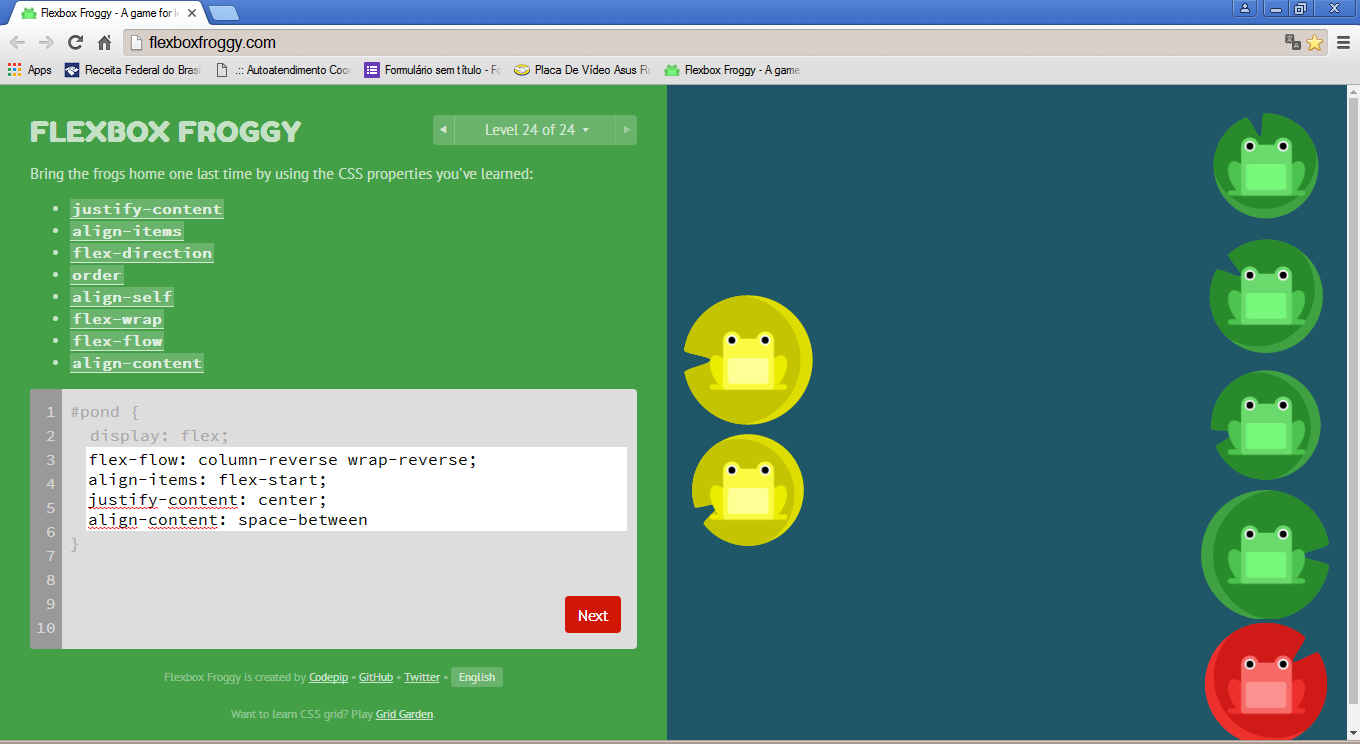 Flexbox Froggy - A game for l
flexboxfroggy.com
Apps
Receita Federal do Brasi
.:: Autoatendimento Coor
Formulário sem título - Fo
Placa De Vídeo Asus Ro
Flexbox Froggy - A game
FLEXBOX FROGGY
◄ Level 24 of 24 ▼ ►
Bring the frogs home one last time by using the CSS properties you've learned:
• justify-content
• align-items
• flex-direction
• order
• align-self
• flex-wrap
• flex-flow
• align-content
1 #pond {
2 display: flex;
3 flex-flow: column-reverse wrap-reverse;
4 align-items: flex-start;
5 justify-content: center;
6 align-content: space-between
7 }
8
9
10
Next
Flexbox Froggy is created by Codepip • GitHub • Twitter • English
Want to learn CSS grid? Play Grid Garden.